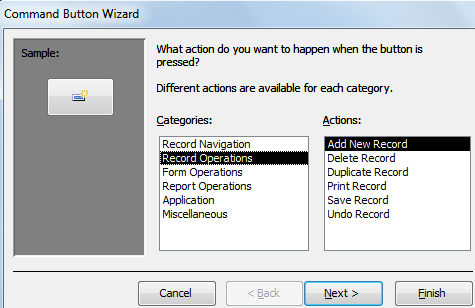 Command Button Wizard
Sample:
What action do you want to happen when the button is
pressed?
Different actions are available for each category.
Categories:
Record Navigation
Record Operations
Form Operations
Report Operations
Application
Miscellaneous
Actions:
Add New Record
Delete Record
Duplicate Record
Print Record
Save Record
Undo Record
Cancel
< Back
Next >
Finish